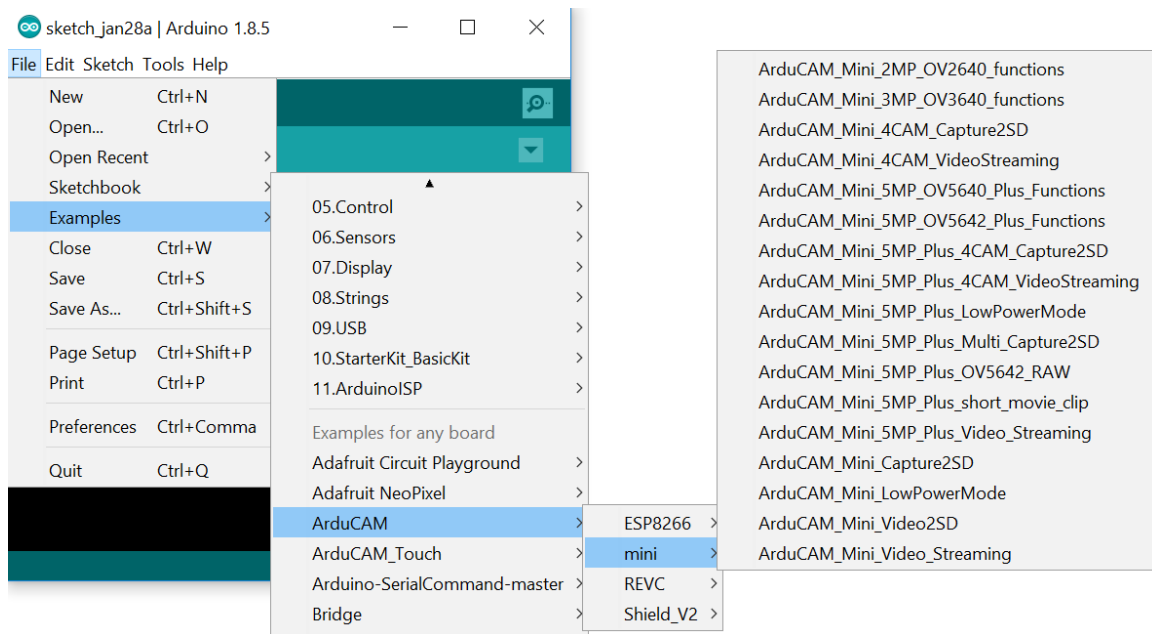 sketch_jan28a | Arduino 1.8.5
File Edit Sketch Tools Help
New Ctrl+N
Open... Ctrl+O
Open Recent
Sketchbook
Examples
Close Ctrl+W
Save Ctrl+S
Save As... Ctrl+Shift+S
Page Setup Ctrl+Shift+P
Print Ctrl+P
Preferences Ctrl+Comma
Quit Ctrl+Q
05.Control
06.Sensors
07.Display
08.Strings
09.USB
10.StarterKit_BasicKit
11.ArduinoISP
Examples for any board
Adafruit Circuit Playground
Adafruit NeoPixel
ArduCAM
ArduCAM_Touch
Arduino-SerialCommand-master
Bridge
ESP8266
mini
REVC
Shield_V2
ArduCAM_Mini_2MP_OV2640_functions
ArduCAM_Mini_3MP_OV3640_functions
ArduCAM_Mini_4CAM_Capture2SD
ArduCAM_Mini_4CAM_VideoStreaming
ArduCAM_Mini_5MP_OV5640_Plus_Functions
ArduCAM_Mini_5MP_OV5642_Plus_Functions
ArduCAM_Mini_5MP_Plus_4CAM_Capture2SD
ArduCAM_Mini_5MP_Plus_4CAM_VideoStreaming
ArduCAM_Mini_5MP_Plus_LowPowerMode
ArduCAM_Mini_5MP_Plus_Multi_Capture2SD
ArduCAM_Mini_5MP_Plus_OV5642_RAW
ArduCAM_Mini_5MP_Plus_short_movie_clip
ArduCAM_Mini_5MP_Plus_Video_Streaming
ArduCAM_Mini_Capture2SD
ArduCAM_Mini_LowPowerMode
ArduCAM_Mini_Video2SD
ArduCAM_Mini_Video_Streaming